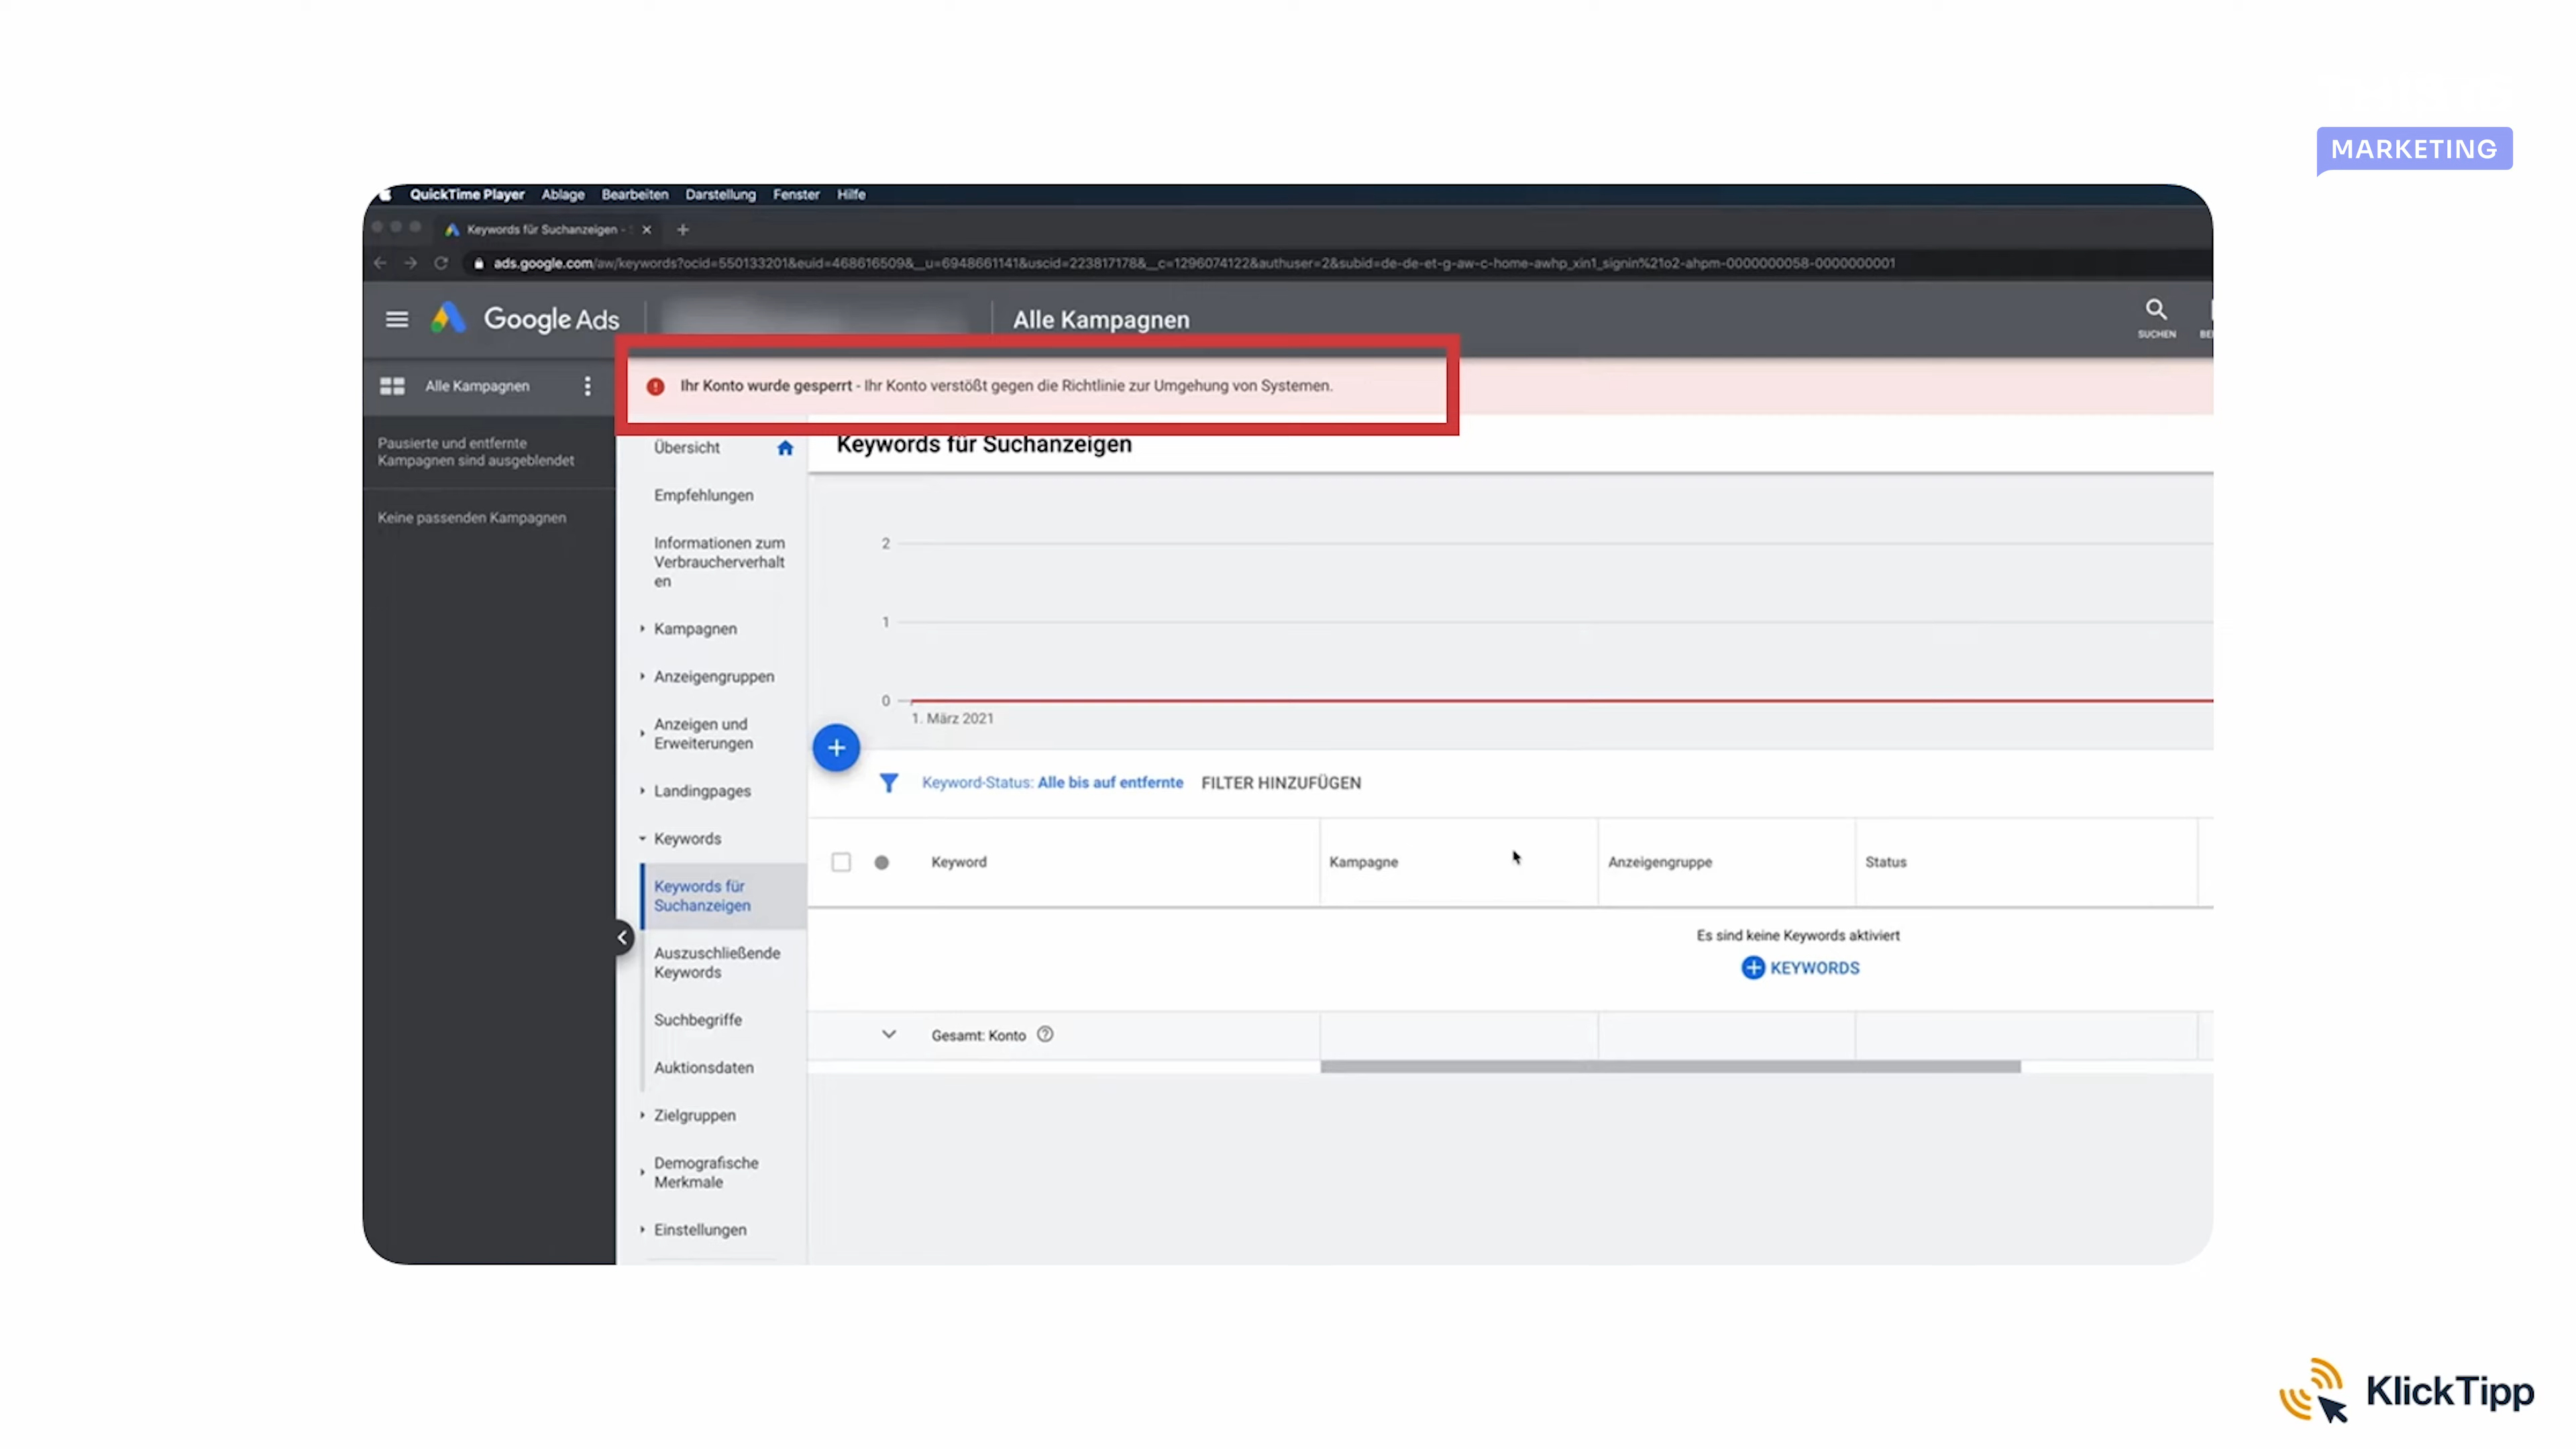 MARKETING
QuickTime Player Ablage Bearbeiten Darstellung Fenster Hilfe
Keywords für Suchanzeigen -
ads.google.com/aw/keywords?ocid=550133201&euid=468616509&__u=6948661141&uscid=223817178&__c=1296074122&authuser=2&subid=de-de-et-g-aw-c-home-awhp_xin1_signin%21o2-ahpm-0000000058-0000000001
Google Ads
Alle Kampagnen
SUCHEN
Alle Kampagnen
Ihr Konto wurde gesperrt - Ihr Konto verstößt gegen die Richtlinie zur Umgehung von Systemen.
Pausierte und entfernte
Kampagnen sind ausgeblendet
Keine passenden Kampagnen
Übersicht
Empfehlungen
Informationen zum
Verbraucherverhalt
en
Kampagnen
Anzeigengruppen
Anzeigen und
Erweiterungen
Landingpages
Keywords
Keywords für
Suchanzeigen
Auszuschließende
Keywords
Suchbegriffe
Auktionsdaten
Zielgruppen
Demografische
Merkmale
Einstellungen
Keywords für Suchanzeigen
2
1
0
1. März 2021
Keyword-Status: Alle bis auf entfernte FILTER HINZUFÜGEN
Keyword Kampagne Anzeigengruppe Status
Es sind keine Keywords aktiviert
KEYWORDS
Gesamt: Konto
KlickTipp